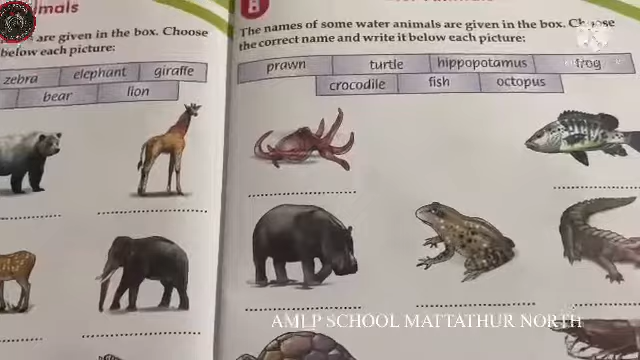 imals
are given in the box. Choose
below each picture:
zebra elephant giraffe
bear lion
B
The names of some water animals are given in the box. Choose
the correct name and write it below each picture:
prawn turtle hippopotamus frog
crocodile fish octopus
AMLP SCHOOL MATTATHUR NORTH